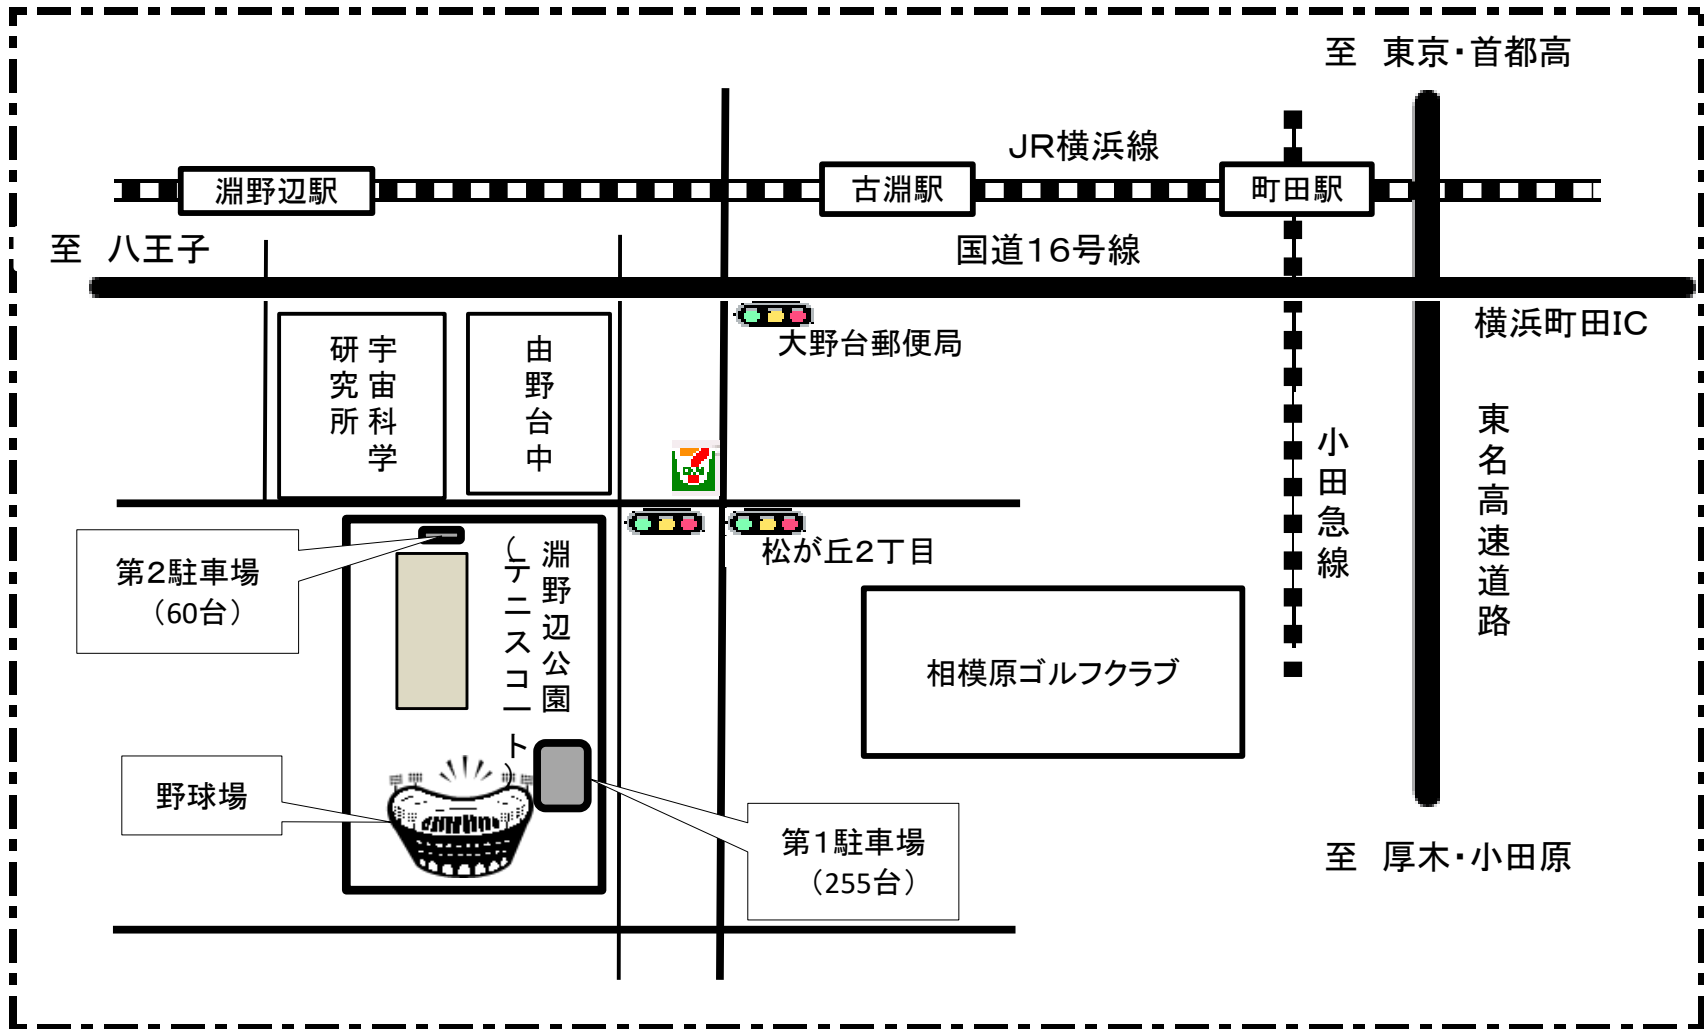 至　東京・首都高
JR横浜線
淵野辺駅
古淵駅
町田駅
至　八王子
国道16号線
横浜町田IC
大野台郵便局
宇宙科学
研究所
由野台中
小田急線
東名高速道路
松が丘2丁目
第2駐車場
（60台）
淵野辺公園
（テニスコート）
相模原ゴルフクラブ
野球場
第1駐車場
（255台）
至　厚木・小田原